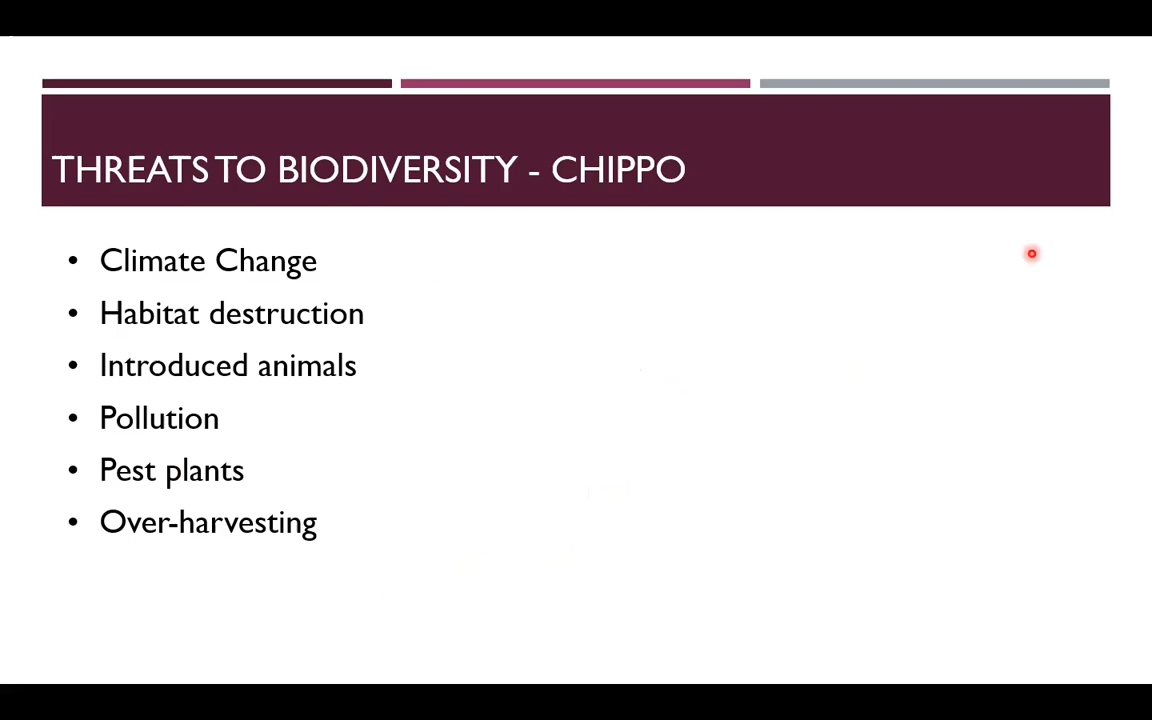 THREATS TO BIODIVERSITY - CHIPPO
• Climate Change
• Habitat destruction
• Introduced animals
• Pollution
• Pest plants
• Over-harvesting